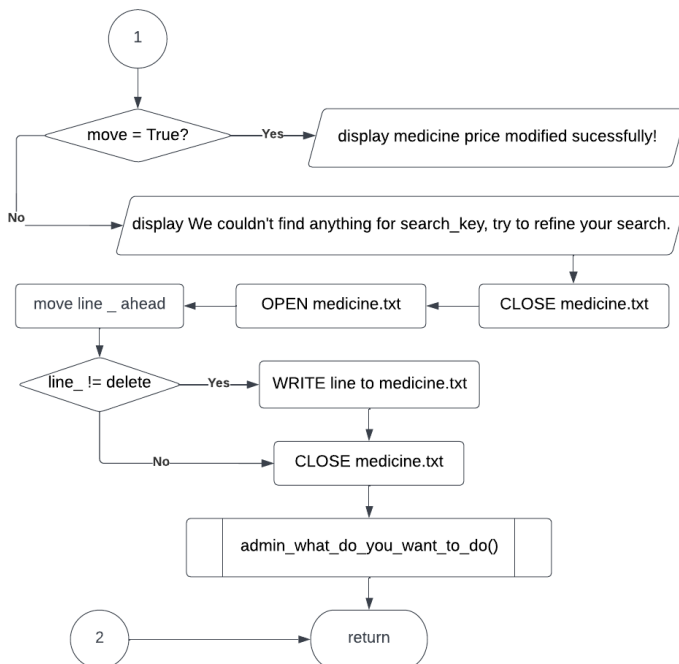 1
move = True?
Yes
display medicine price modified sucessfully!
No
display We couldn't find anything for search_key, try to refine your search.
move line _ ahead
OPEN medicine.txt
CLOSE medicine.txt
line_ != delete
Yes
WRITE line to medicine.txt
No
CLOSE medicine.txt
admin_what_do_you_want_to_do()
2
return